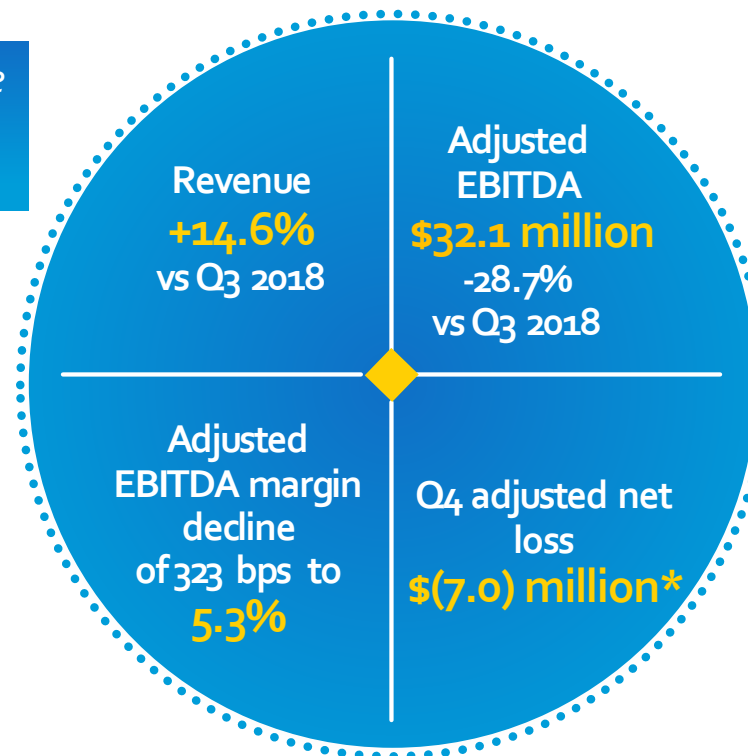 Revenue
+14.6%
vs Q3 2018
Adjusted
EBITDA
$32.1 million
-28.7%
vs Q3 2018
Adjusted
EBITDA margin
decline
of 323 bps to
5.3%
Q4 adjusted net
loss
$(7.0) million*